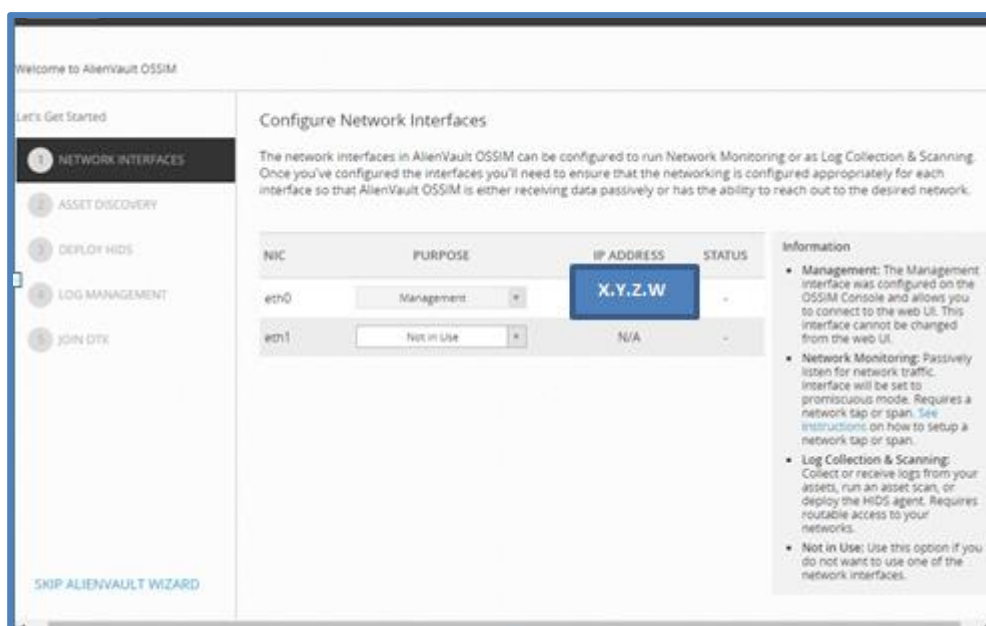 Welcome to AlienVault OSSIM
Let's Get Started
1 NETWORK INTERFACES
2 ASSET DISCOVERY
3 DEPLOY HIDS
4 LOG MANAGEMENT
5 JOIN OTX
SKIP ALIENVAULT WIZARD
Configure Network Interfaces
The network interfaces in AlienVault OSSIM can be configured to run Network Monitoring or as Log Collection & Scanning.
Once you've configured the interfaces you'll need to ensure that the networking is configured appropriately for each
interface so that AlienVault OSSIM is either receiving data passively or has the ability to reach out to the desired network.
NIC PURPOSE IP ADDRESS STATUS
eth0 Management X.Y.Z.W -
eth1 Not in Use N/A -
Information
Management: The Management
interface was configured on the
OSSIM Console and allows you
to connect to the web UI. This
interface cannot be changed
from the web UI.
Network Monitoring: Passively
listen for network traffic.
Interface will be set to
promiscuous mode. Requires a
network tap or span. See
instructions on how to setup a
network tap or span.
Log Collection & Scanning:
Collect or receive logs from your
assets, run an asset scan, or
deploy the HIDS agent. Requires
routable access to your
networks.
Not in Use: Use this option if you
do not want to use one of the
network interfaces.